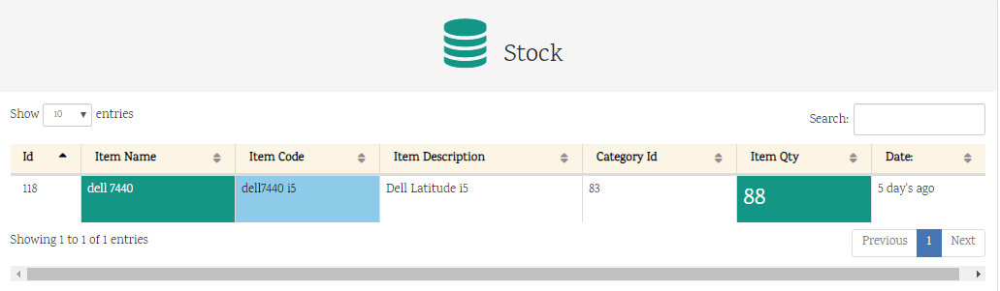 Stock
Show 10 entries
Search:
Id Item Name Item Code Item Description Category Id Item Qty Date:
118 dell 7440 dell7440 i5 Dell Latitude i5 83 88 5 day's ago
Showing 1 to 1 of 1 entries
Previous 1 Next